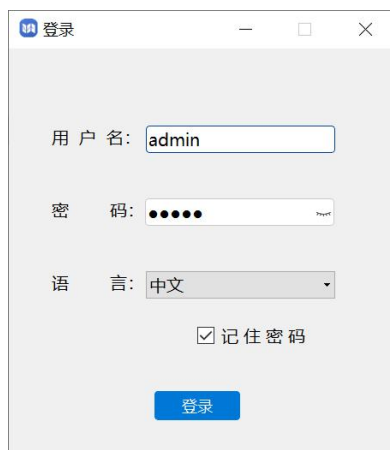 登录
用户名: admin
密 码: ●●●●●
语 言: 中文
记住密码
登录